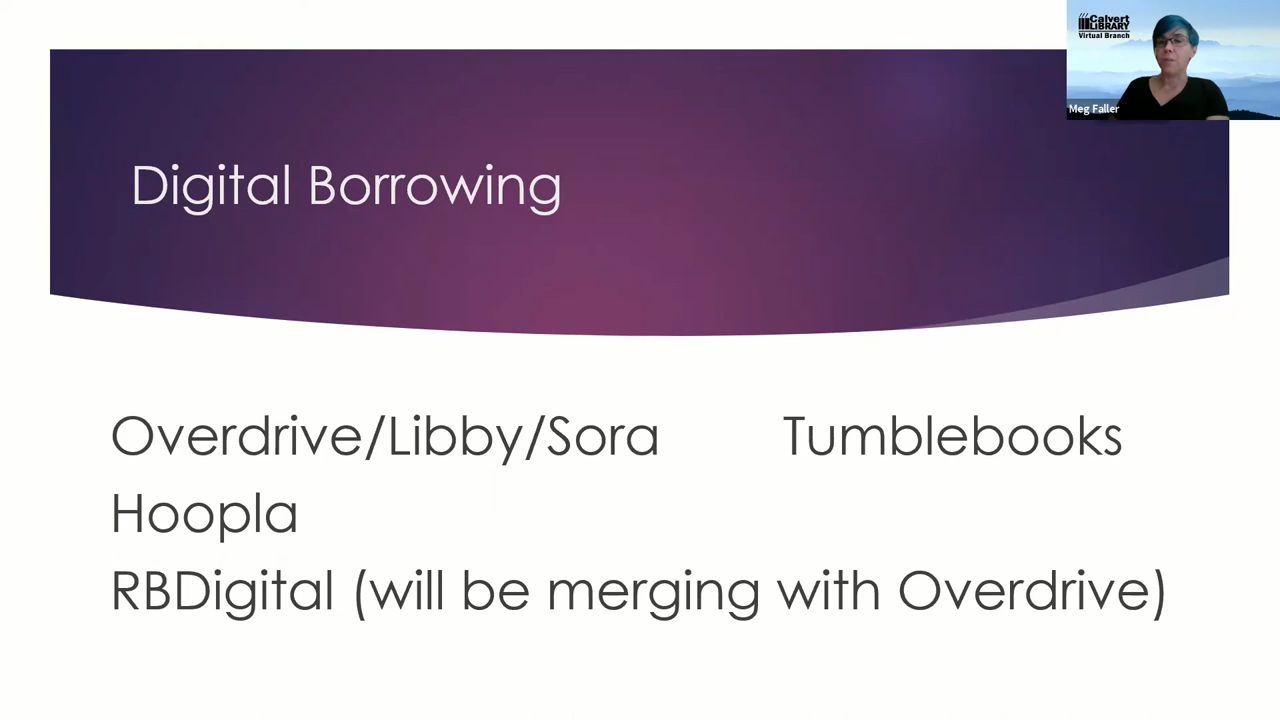 Calvert
LIBRARY
Virtual Branch
Meg Faller
Digital Borrowing
Overdrive/Libby/Sora Tumblebooks
Hoopla
RBDigital (will be merging with Overdrive)